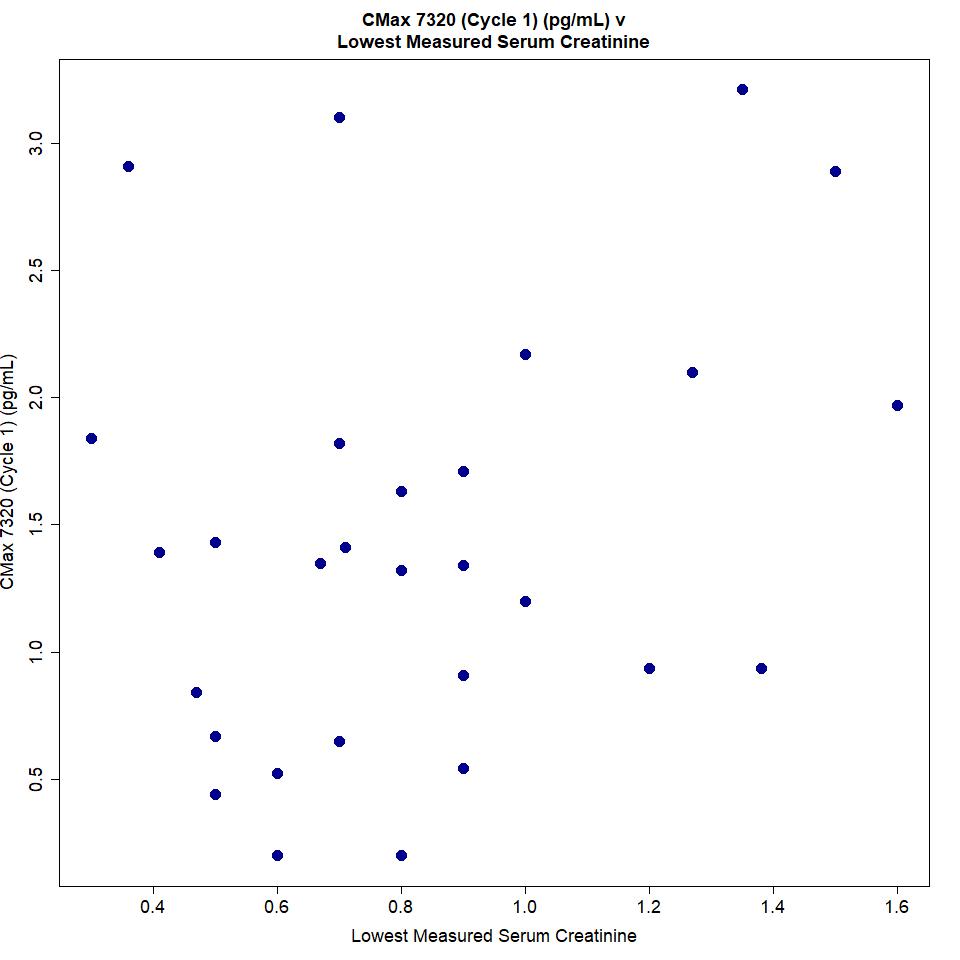 CMax 7320 (Cycle 1) (pg/mL) v
Lowest Measured Serum Creatinine
CMax 7320 (Cycle 1) (pg/mL)
3.0
2.5
2.0
1.5
1.0
0.5
0.4 0.6 0.8 1.0 1.2 1.4 1.6
Lowest Measured Serum Creatinine